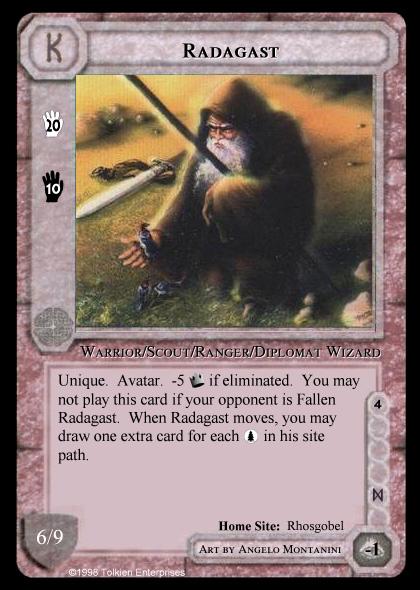 RADAGAST
20
10
WARRIOR/SCOUT/RANGER/DIPLOMAT WIZARD
Unique. Avatar. -5 if eliminated. You may
not play this card if your opponent is Fallen
Radagast. When Radagast moves, you may
draw one extra card for each in his site
path.
4
6/9
Home Site: Rhosgobel
ART BY ANGELO MONTANINI
-1
©1998 Tolkien Enterprises